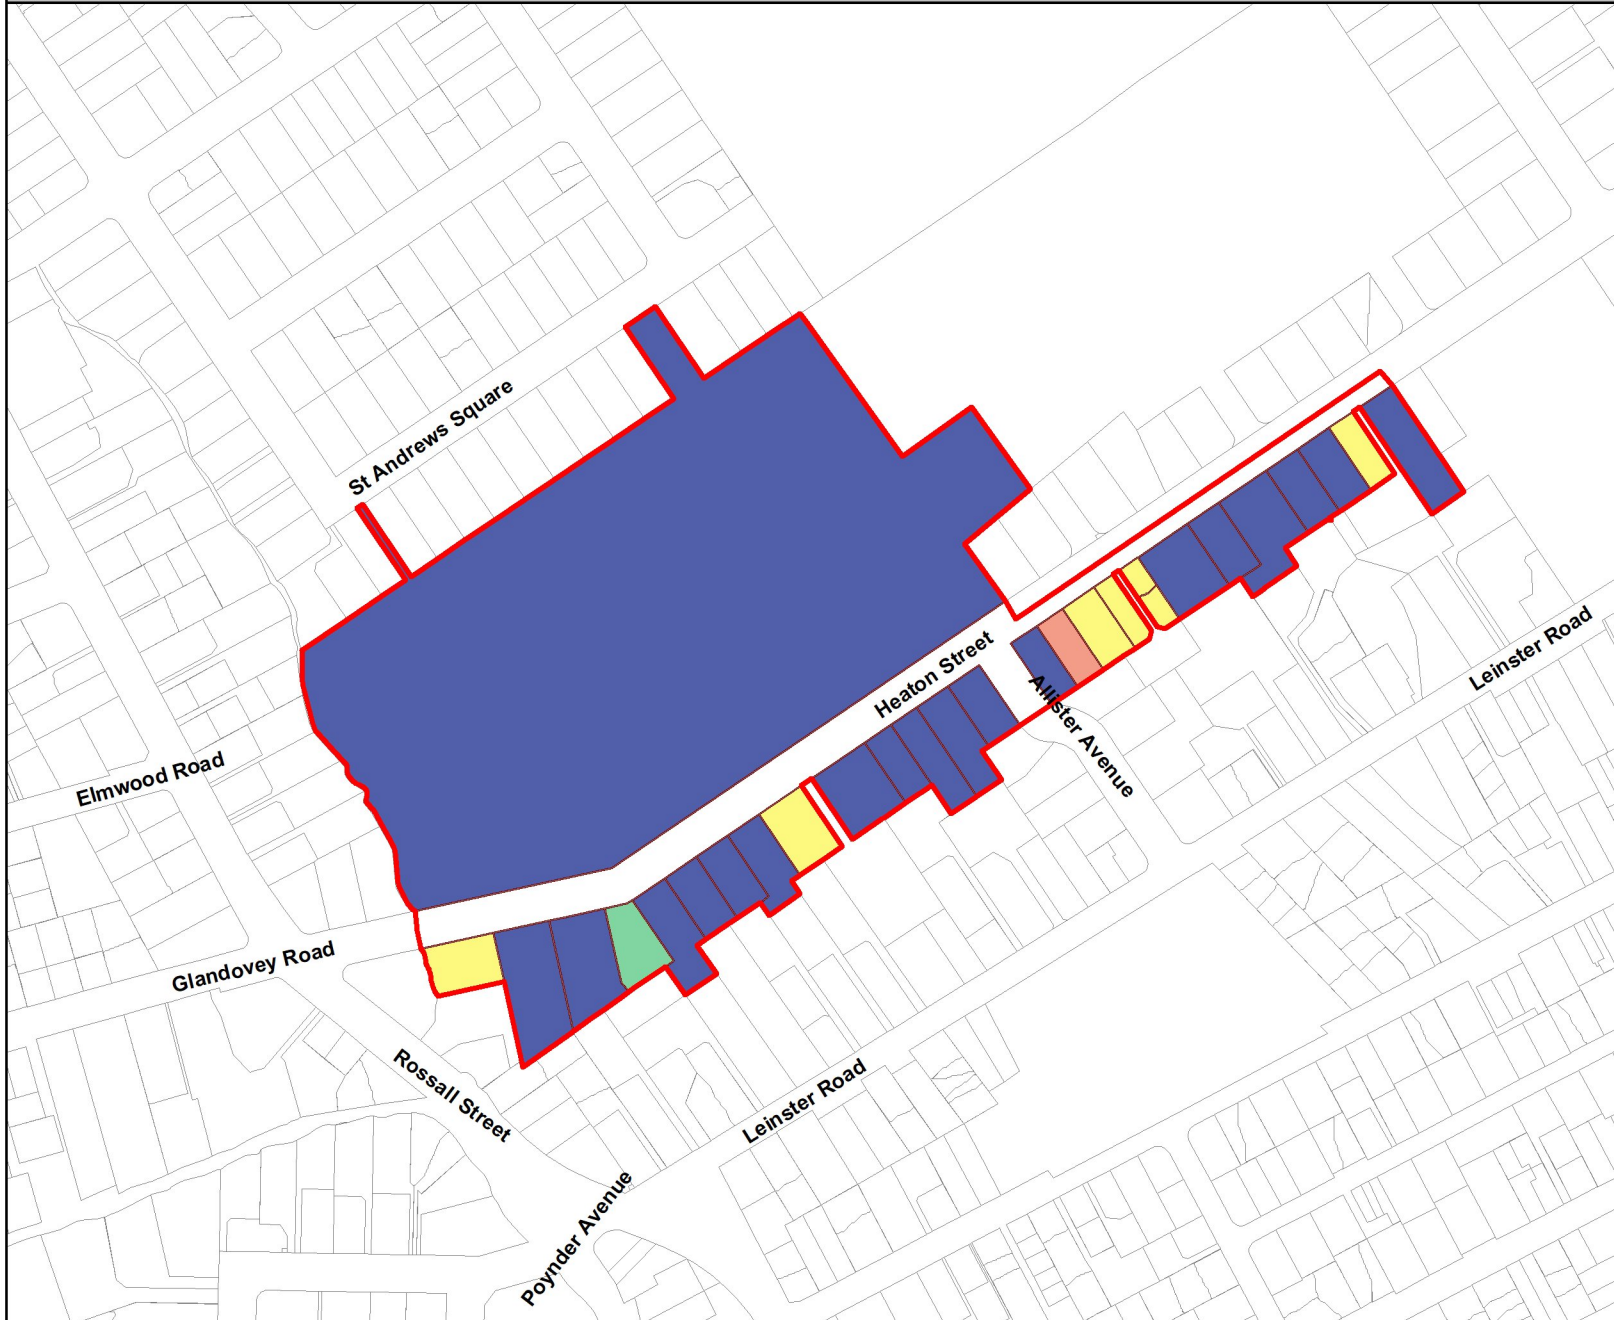 St Andrews Square
Heaton Street
Leinster Road
Allister Avenue
Elmwood Road
Glandovey Road
Rossall Street
Leinster Road
Poynder Avenue